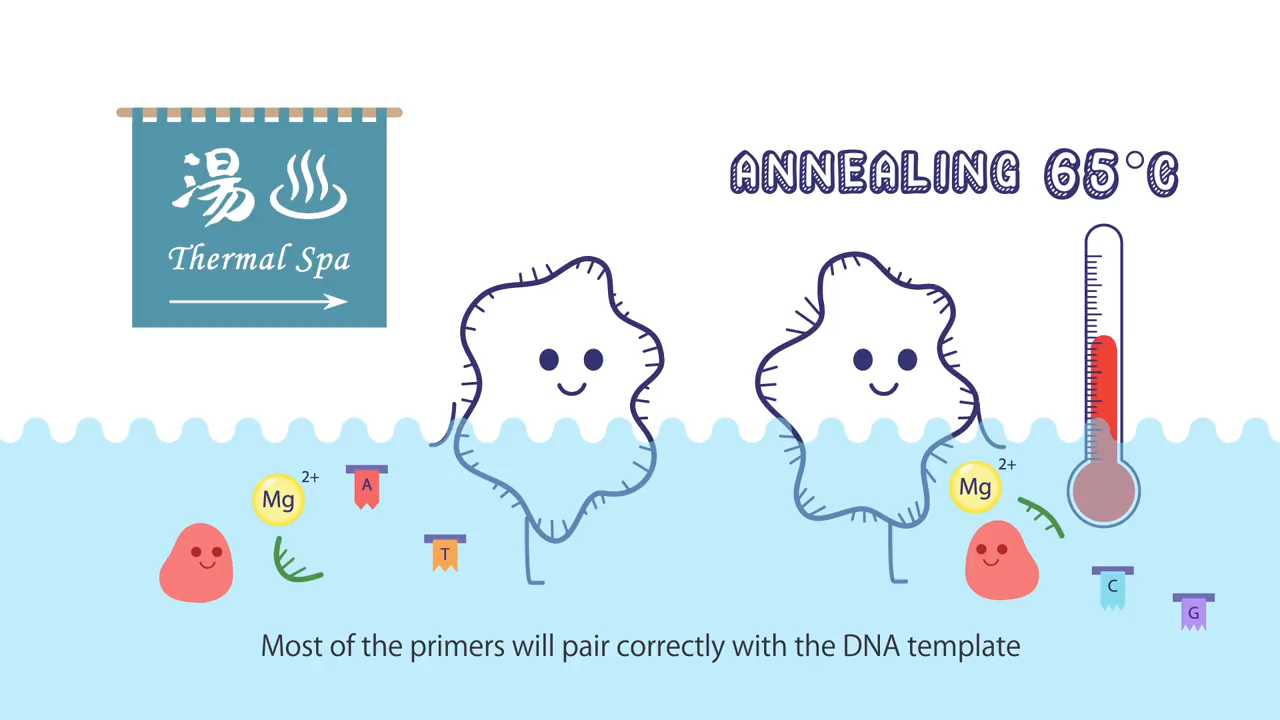 湯
Thermal Spa
ANNEALING 65°C
Mg 2+
A
T
Mg 2+
C
G
Most of the primers will pair correctly with the DNA template